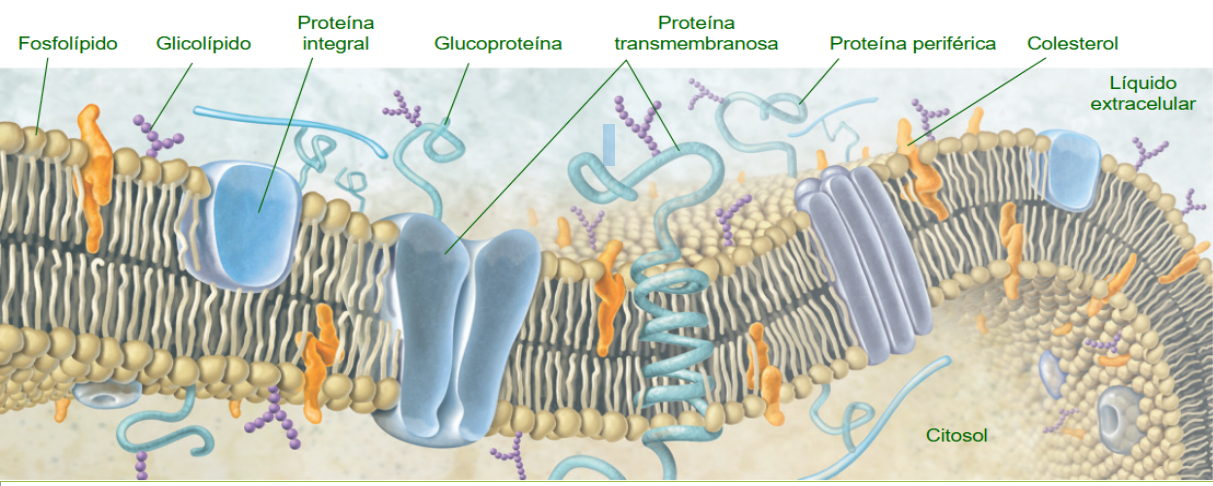 Fosfolípido
Glicolípido
Proteína
integral
Glucoproteína
Proteína
transmembranosa
Proteína periférica
Colesterol
Líquido
extracelular
Citosol